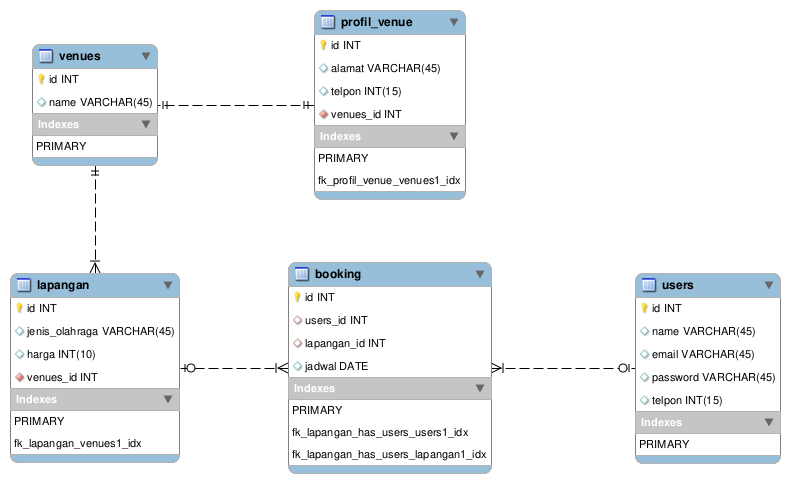 venues
id INT
name VARCHAR(45)
Indexes
PRIMARY
profil_venue
id INT
alamat VARCHAR(45)
telpon INT(15)
venues_id INT
Indexes
PRIMARY
fk_profil_venue_venues1_idx
lapangan
id INT
jenis_olahraga VARCHAR(45)
harga INT(10)
venues_id INT
Indexes
PRIMARY
fk_lapangan_venues1_idx
booking
id INT
users_id INT
lapangan_id INT
jadwal DATE
Indexes
PRIMARY
fk_lapangan_has_users_users1_idx
fk_lapangan_has_users_lapangan1_idx
users
id INT
name VARCHAR(45)
email VARCHAR(45)
password VARCHAR(45)
telpon INT(15)
Indexes
PRIMARY